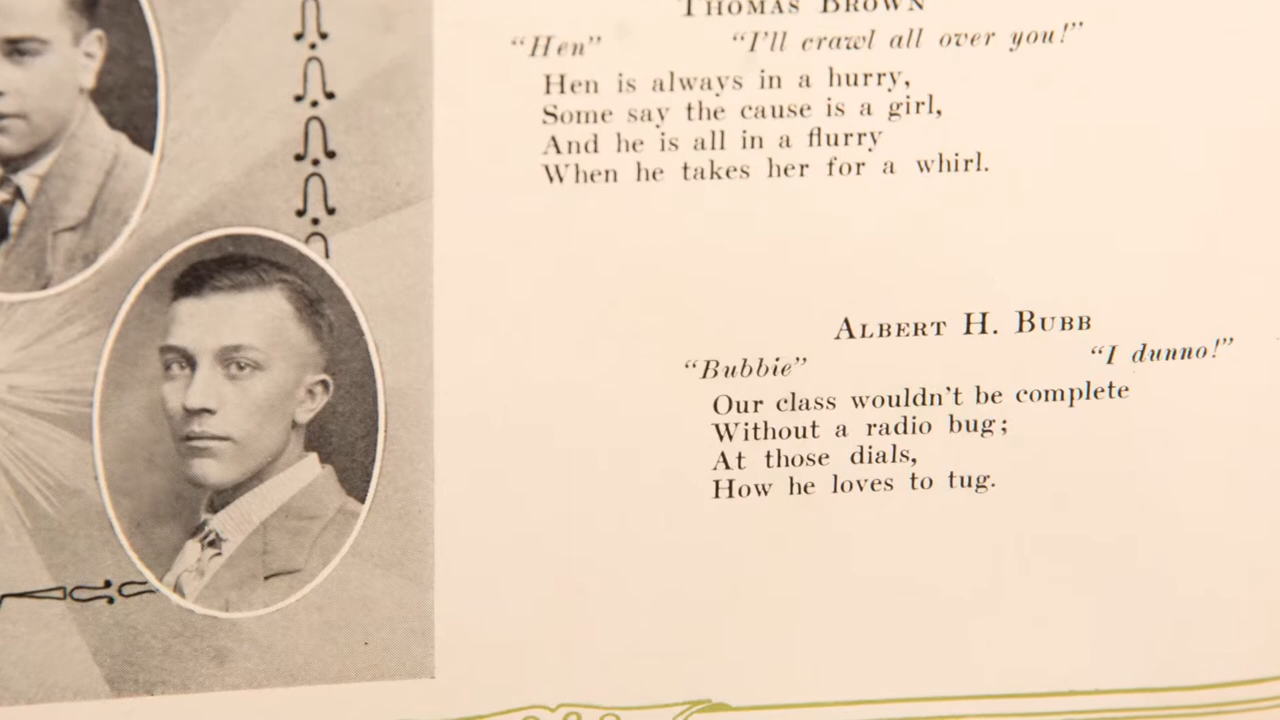 THOMAS BROWN
“Hen” “I’ll crawl all over you!”
Hen is always in a hurry,
Some say the cause is a girl,
And he is all in a flurry
When he takes her for a whirl.
ALBERT H. BUBB
“Bubbie” “I dunno!”
Our class wouldn’t be complete
Without a radio bug;
At those dials,
How he loves to tug.